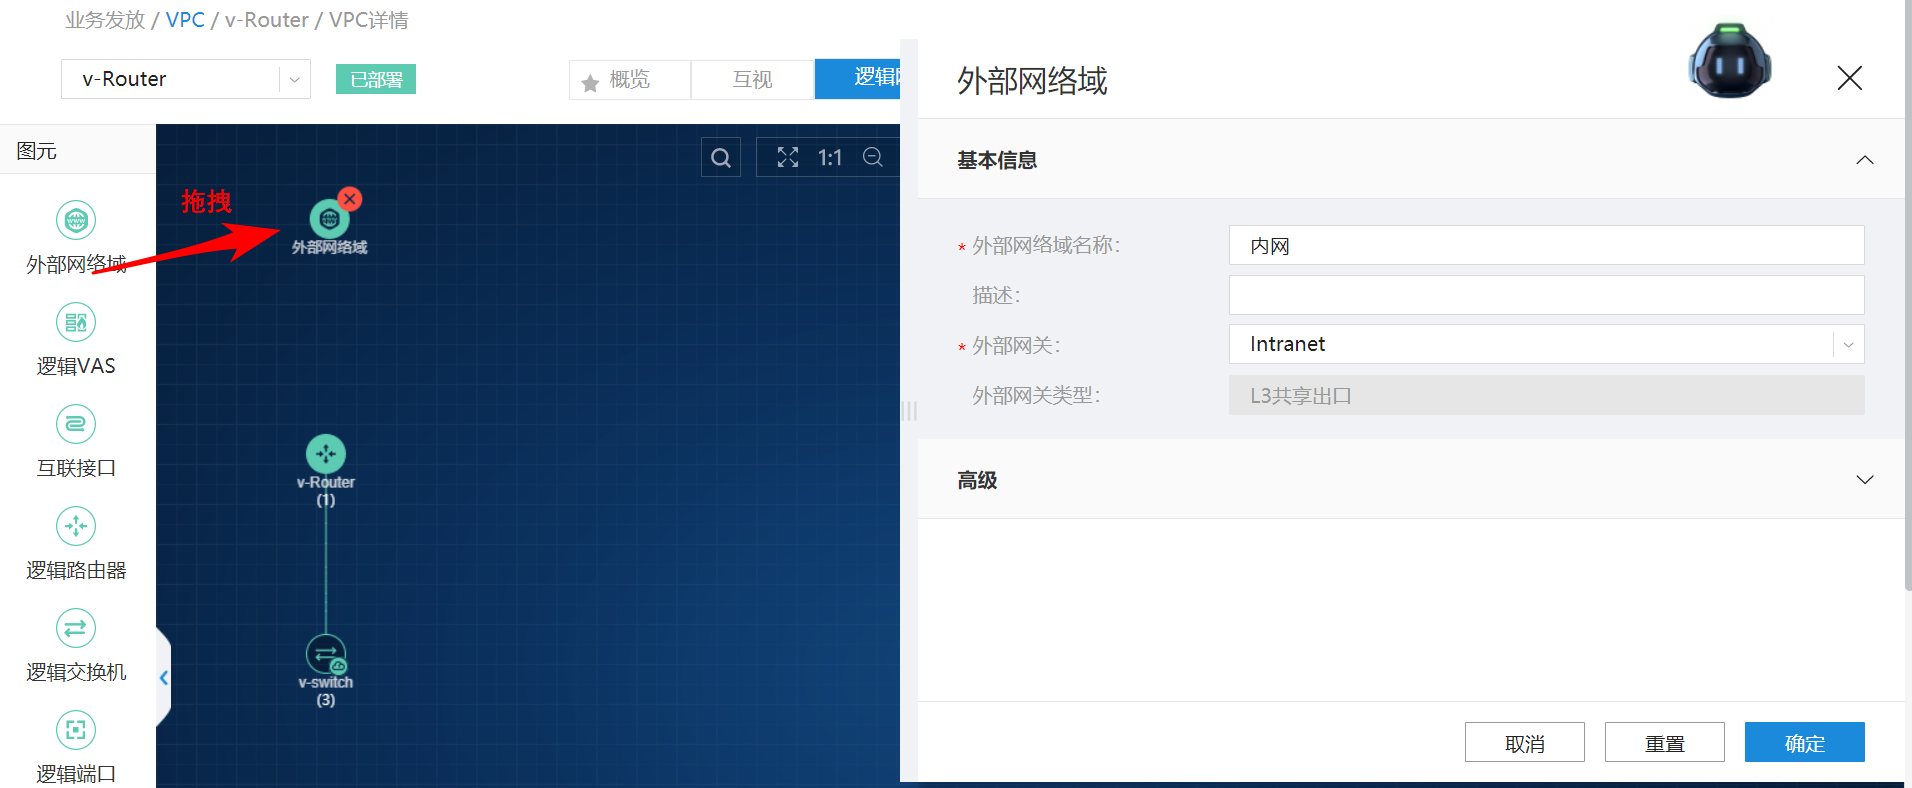 业务发放 / VPC / v-Router / VPC详情
v-Router
已部署
概览
互视
逻辑
图元
1:1
拖拽
外部网络域
逻辑VAS
互联接口
逻辑路由器
逻辑交换机
逻辑端口
www
外部网络域
v-Router
(1)
v-switch
(3)
外部网络域
基本信息
* 外部网络域名称:
内网
描述:
* 外部网关:
Intranet
外部网关类型:
L3共享出口
高级
取消
重置
确定